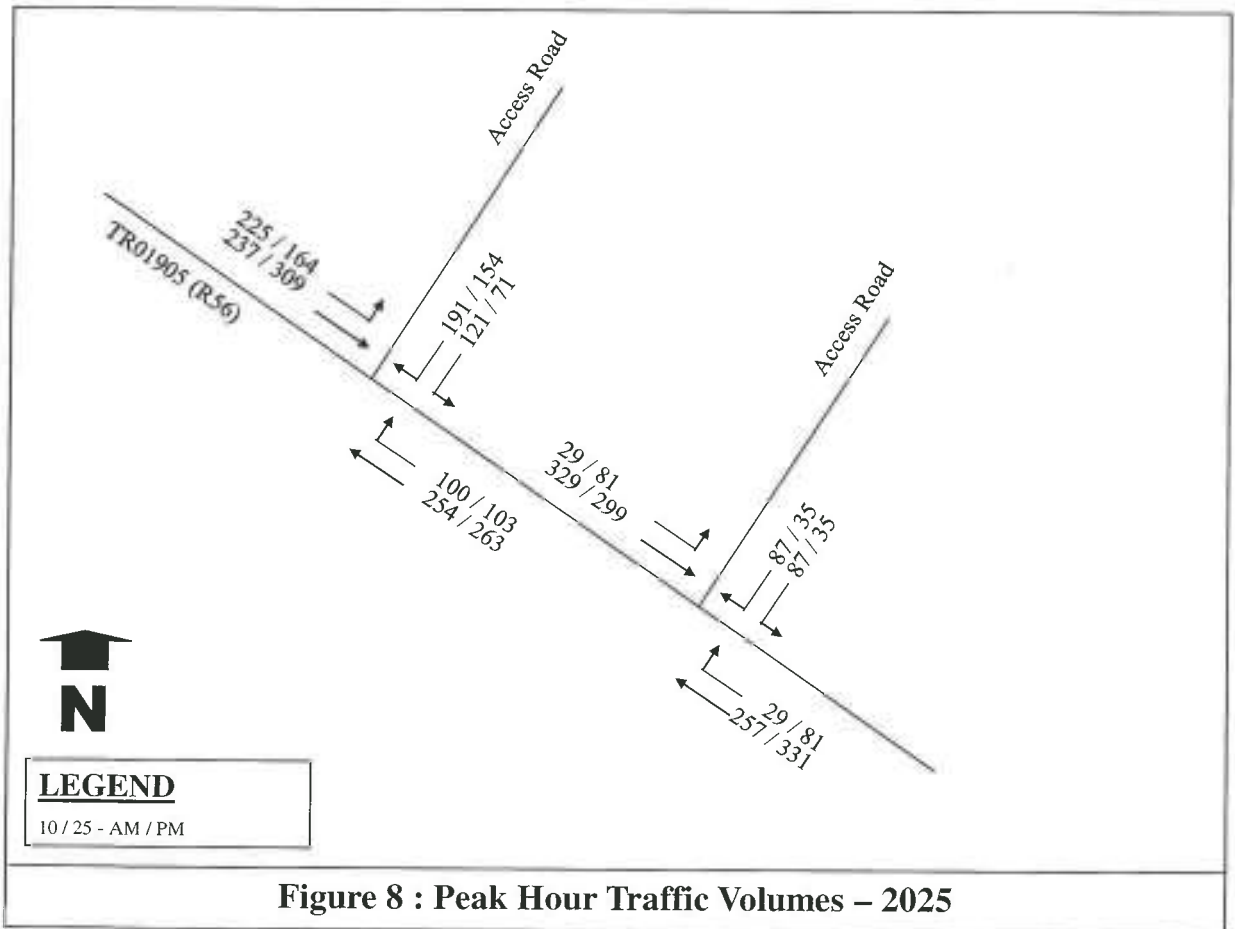 Access Road
TR01905 (R56)
225 / 164
237 / 309
191 / 154
121 / 71
100 / 103
254 / 263
Access Road
29 / 81
329 / 299
87 / 35
87 / 35
29 / 81
257 / 331
N
LEGEND
10 / 25 - AM / PM
Figure 8 : Peak Hour Traffic Volumes – 2025